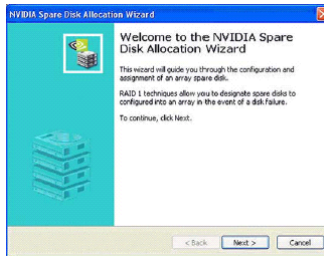 NVIDIA Spare Disk Allocation Wizard
Welcome to the NVIDIA Spare
Disk Allocation Wizard
This wizard will guide you through the configuration and
assignment of an array spare disk.
RAID 1 techniques allow you to designate spare disks to
configured into an array in the event of a disk failure.
To continue, click Next.
< Back
Next >
Cancel